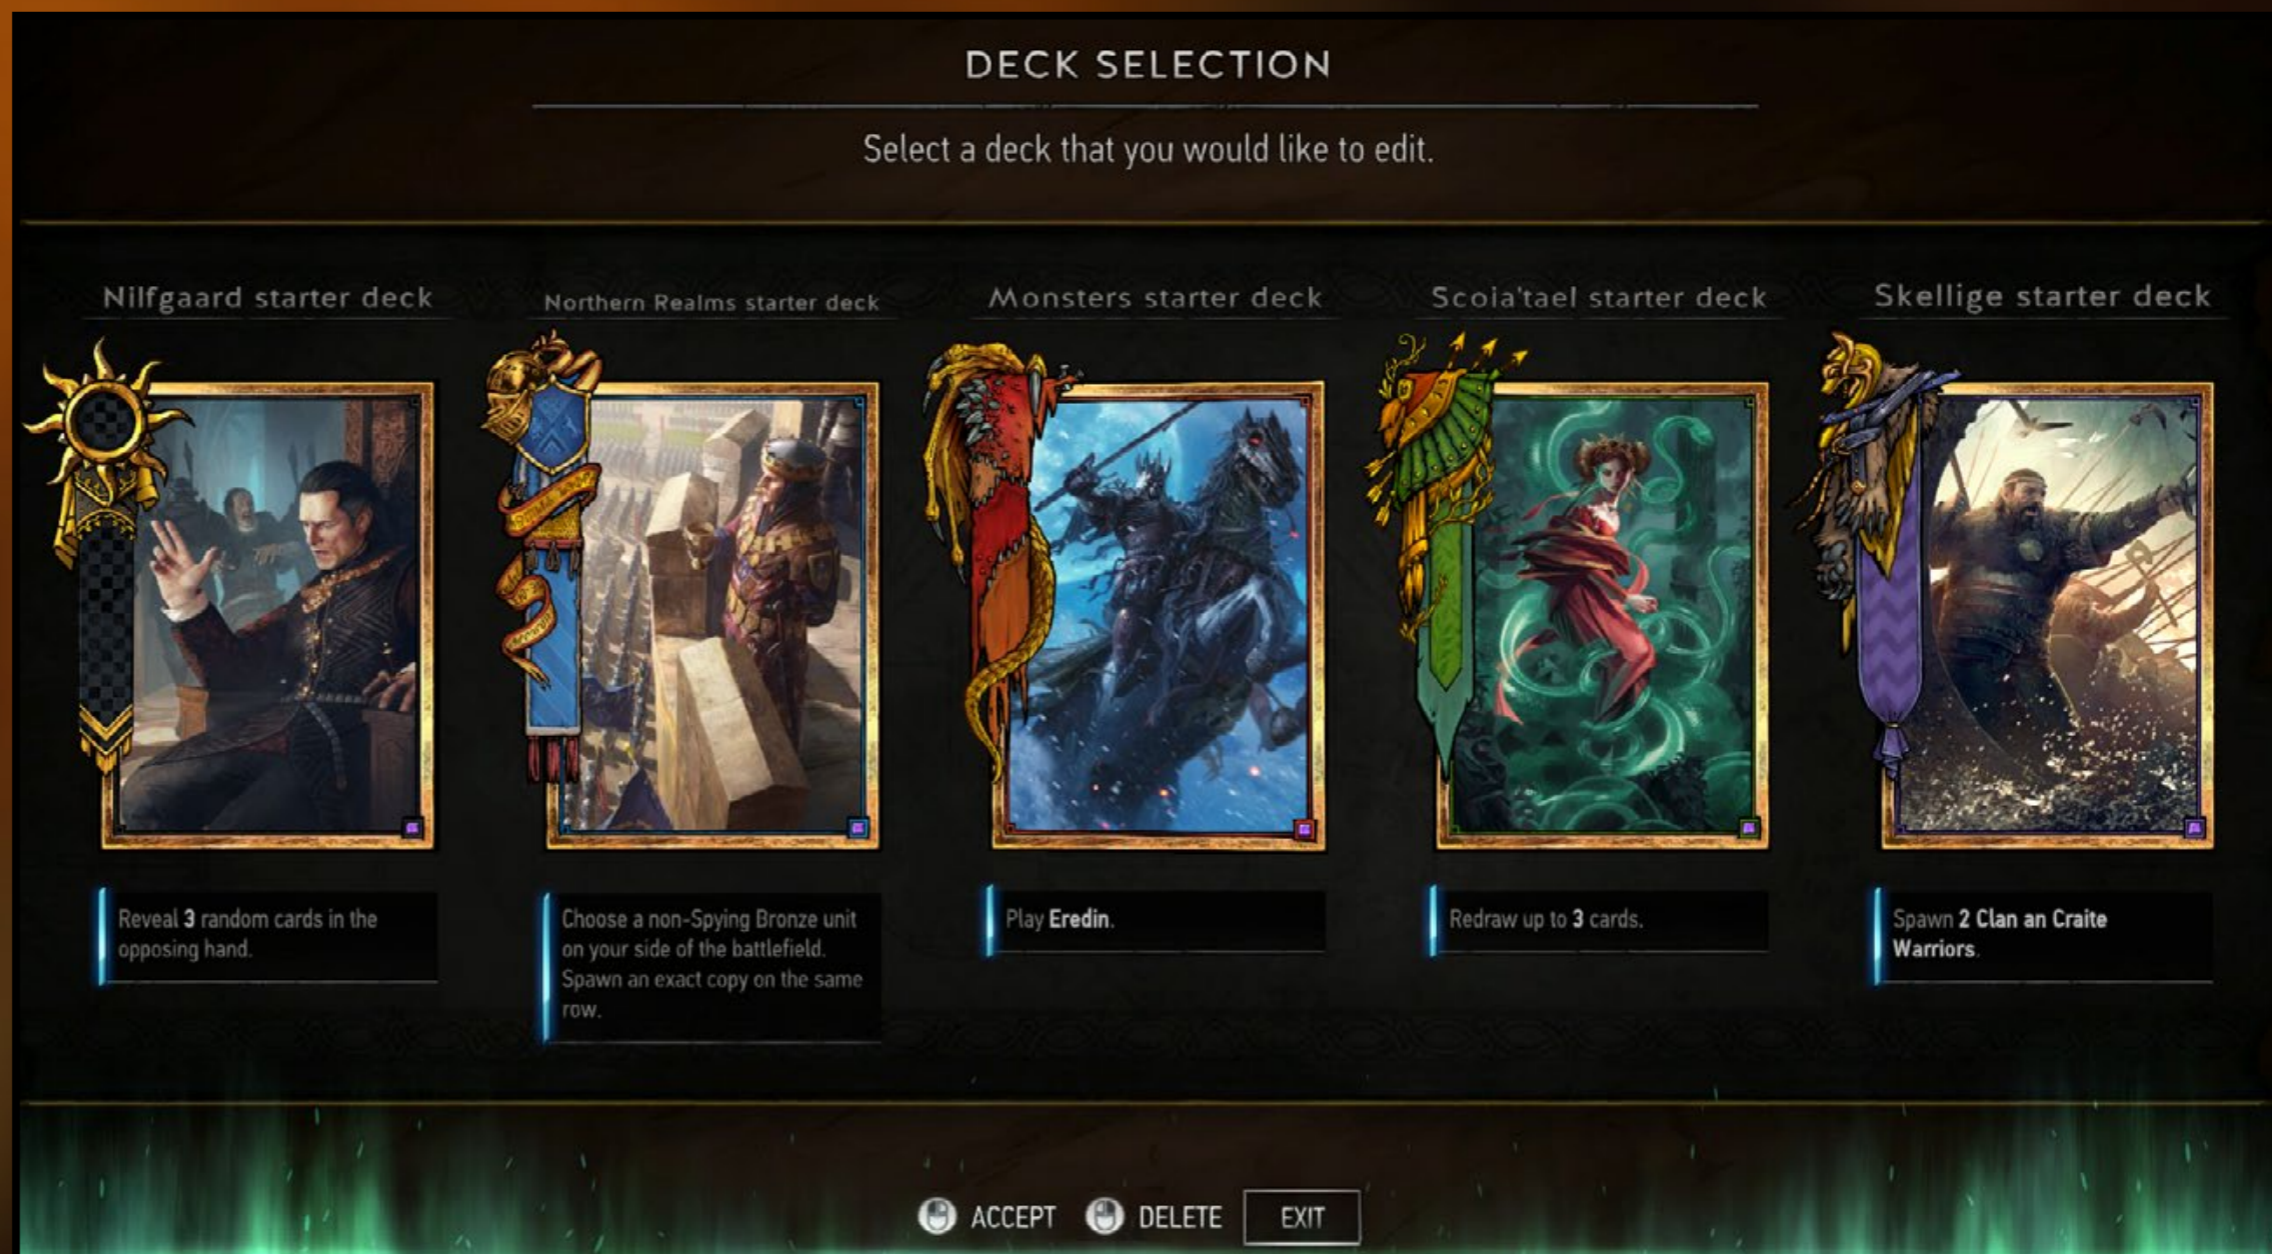 DECK SELECTION
Select a deck that you would like to edit.
Nilfgaard starter deck
Northern Realms starter deck
Monsters starter deck
Scoia'tael starter deck
Skellige starter deck
Reveal 3 random cards in the
opposing hand.
Choose a non-Spying Bronze unit
on your side of the battlefield.
Spawn an exact copy on the same
row.
Play Eredin.
Redraw up to 3 cards.
Spawn 2 Clan an Craite
Warriors.
ACCEPT
DELETE
EXIT